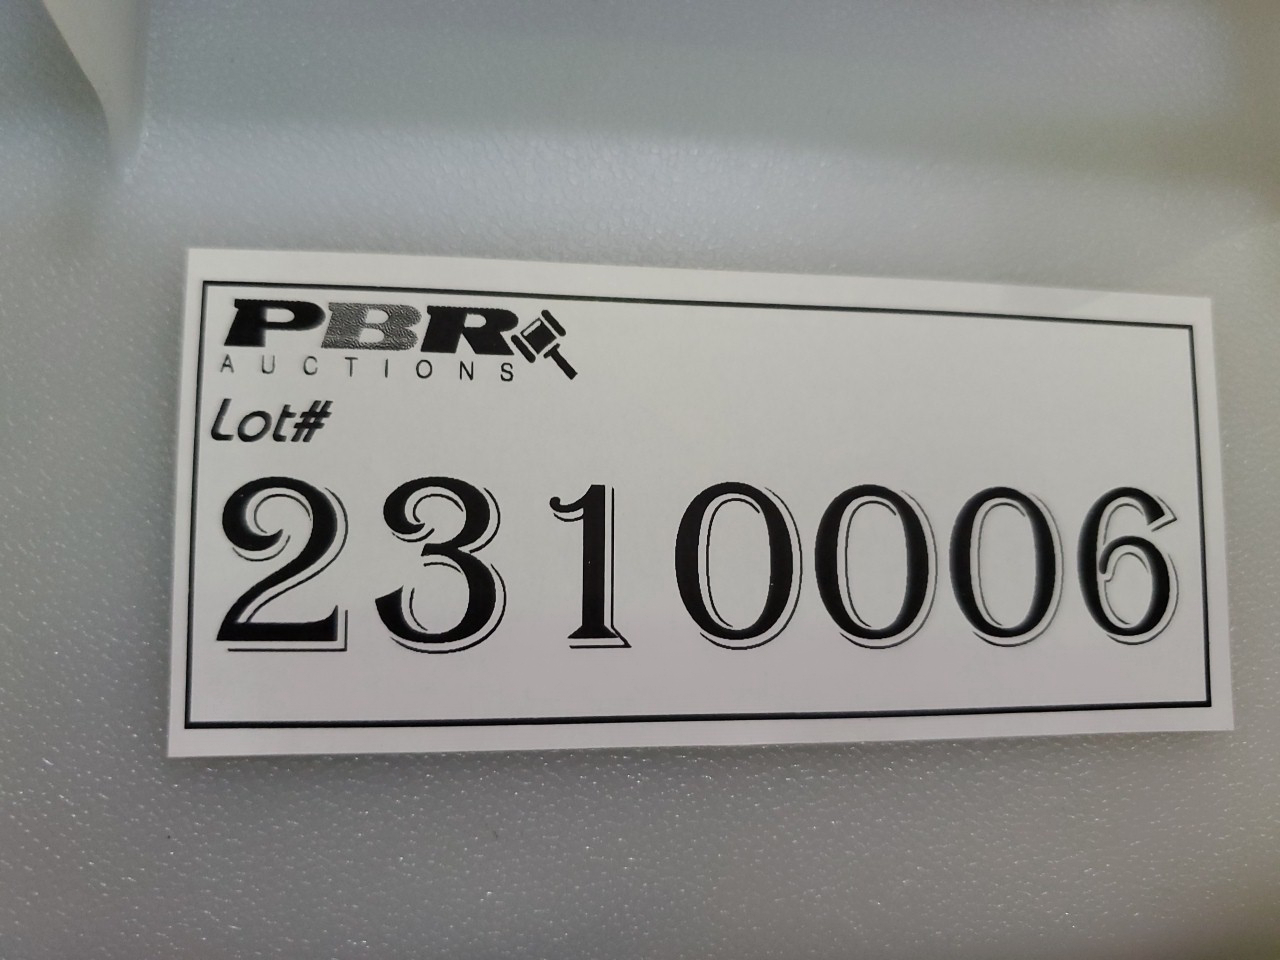 PBR
AUCTIONS
Lot#
2310006